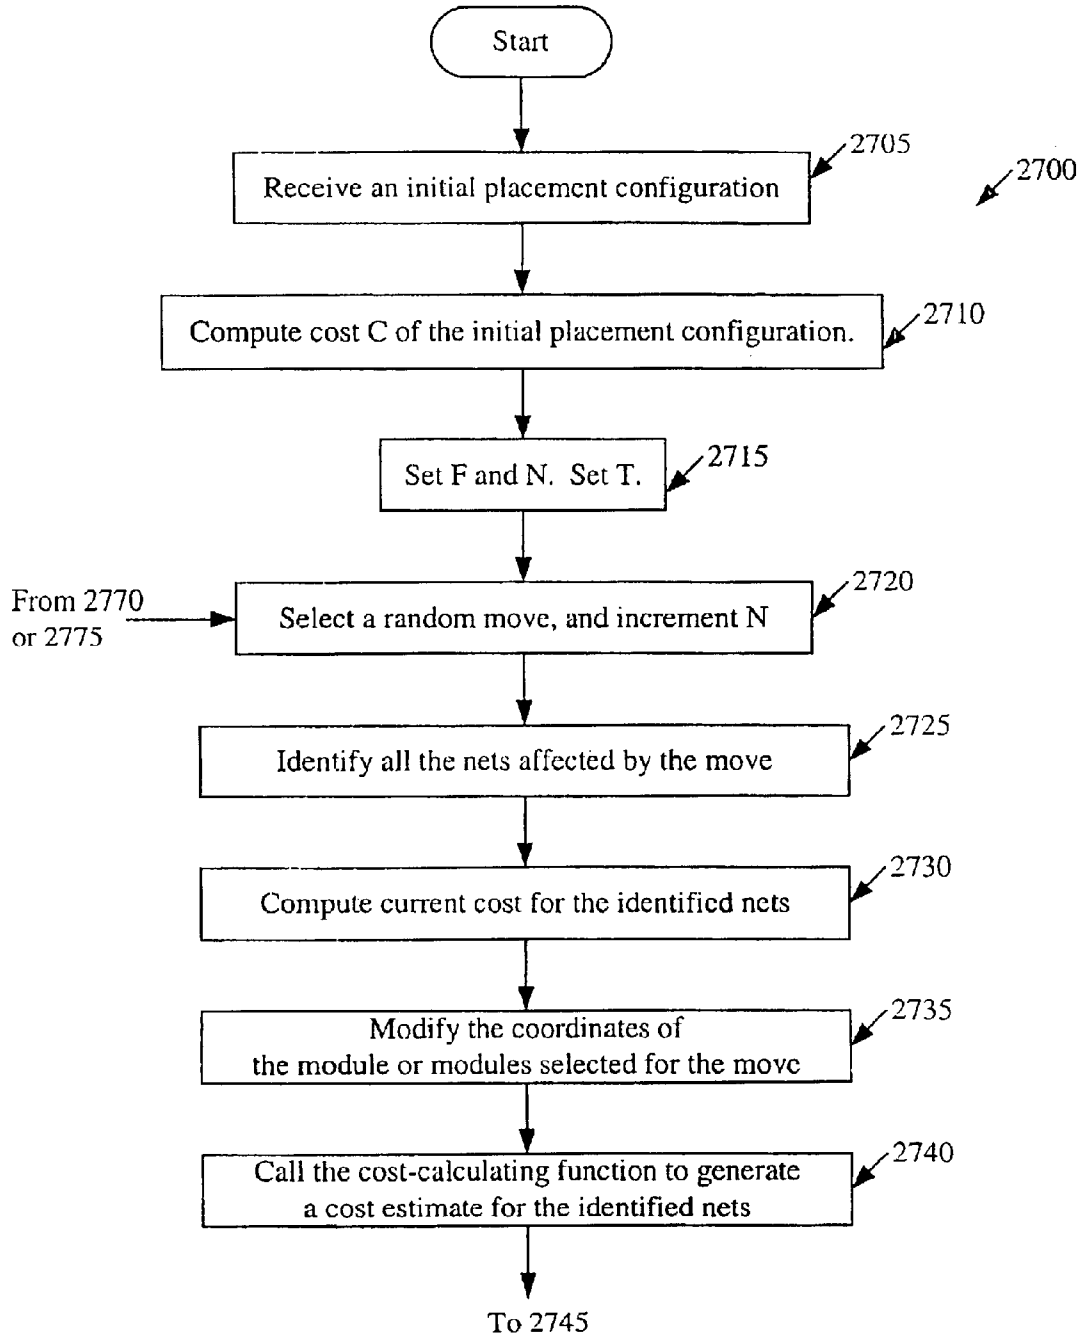 Start
2705
Receive an initial placement configuration
2700
2710
Compute cost C of the initial placement configuration.
2715
Set F and N. Set T.
From 2770
or 2775
2720
Select a random move, and increment N
2725
Identify all the nets affected by the move
2730
Compute current cost for the identified nets
2735
Modify the coordinates of
the module or modules selected for the move
2740
Call the cost-calculating function to generate
a cost estimate for the identified nets
To 2745